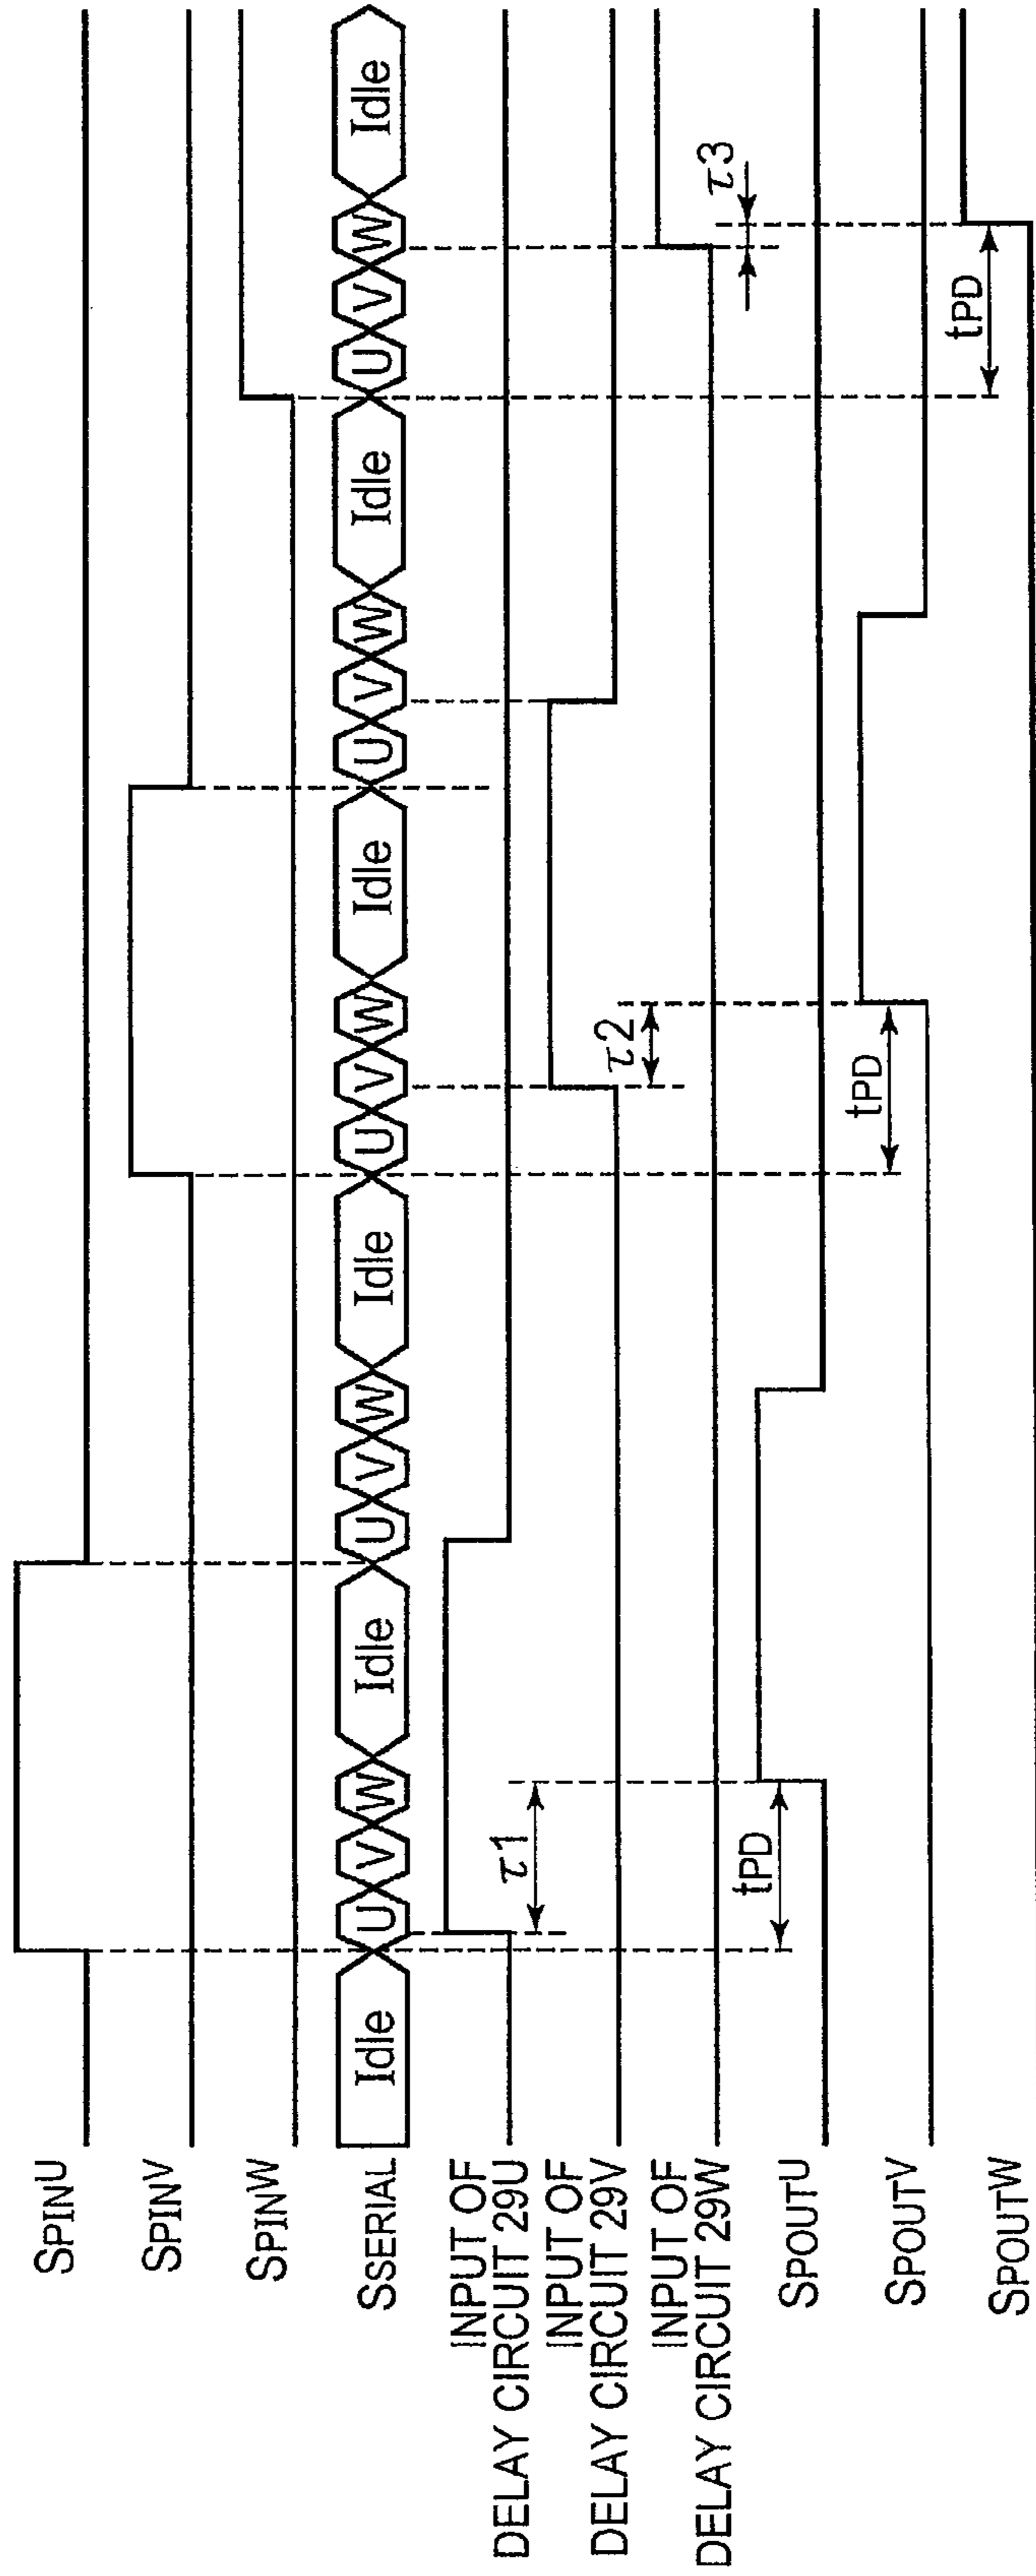 SPINU
SPINV
SPINW
SSERIAL
Idle U V W Idle U V W Idle U V W Idle U V W Idle U V W Idle
INPUT OF
DELAY CIRCUIT 29U
τ1
INPUT OF
DELAY CIRCUIT 29V
τ2
INPUT OF
DELAY CIRCUIT 29W
τ3
SPOUTU
tPD
SPOUTV
tPD
SPOUTW
tPD